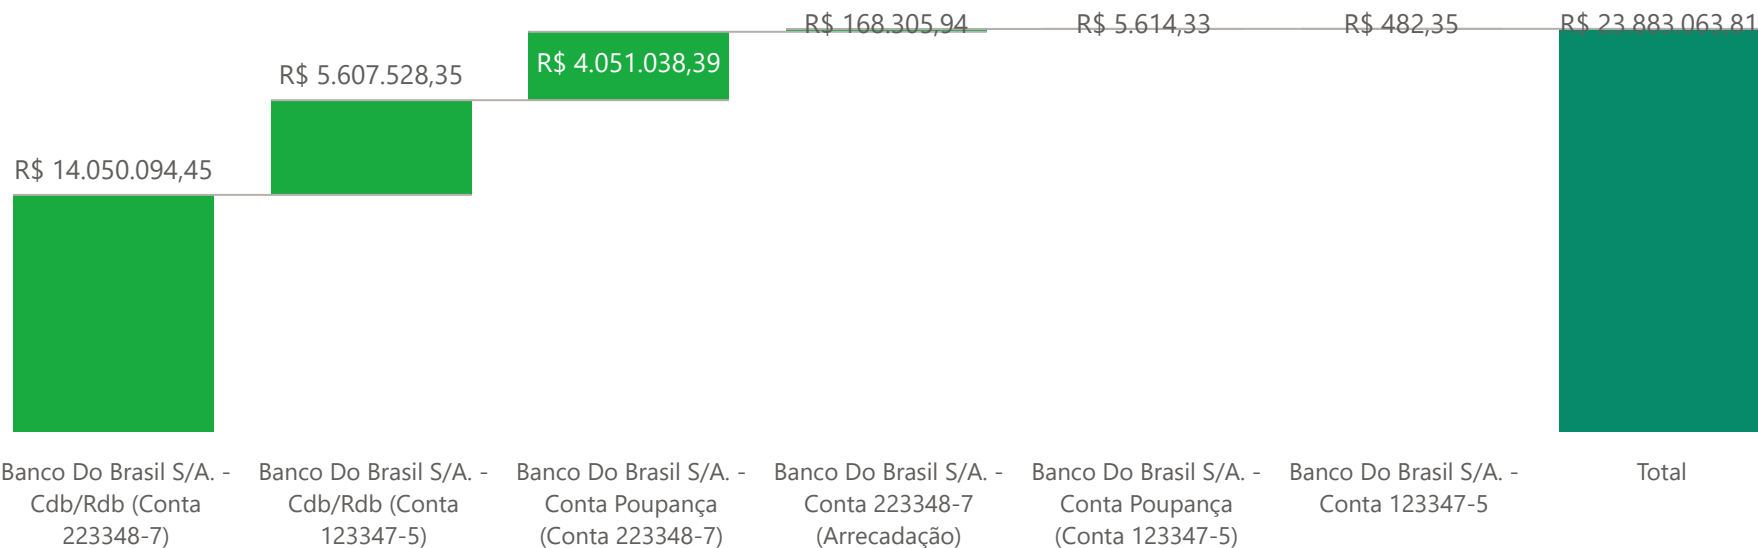 R$ 14.050.094,45
R$ 5.607.528,35
R$ 4.051.038,39
R$ 168.305,94
R$ 5.614,33
R$ 482,35
R$ 23.883.063,81
Banco Do Brasil S/A. -
Cdb/Rdb (Conta
223348-7)
Banco Do Brasil S/A. -
Cdb/Rdb (Conta
123347-5)
Banco Do Brasil S/A. -
Conta Poupança
(Conta 223348-7)
Banco Do Brasil S/A. -
Conta 223348-7
(Arrecadação)
Banco Do Brasil S/A. -
Conta Poupança
(Conta 123347-5)
Banco Do Brasil S/A. -
Conta 123347-5
Total